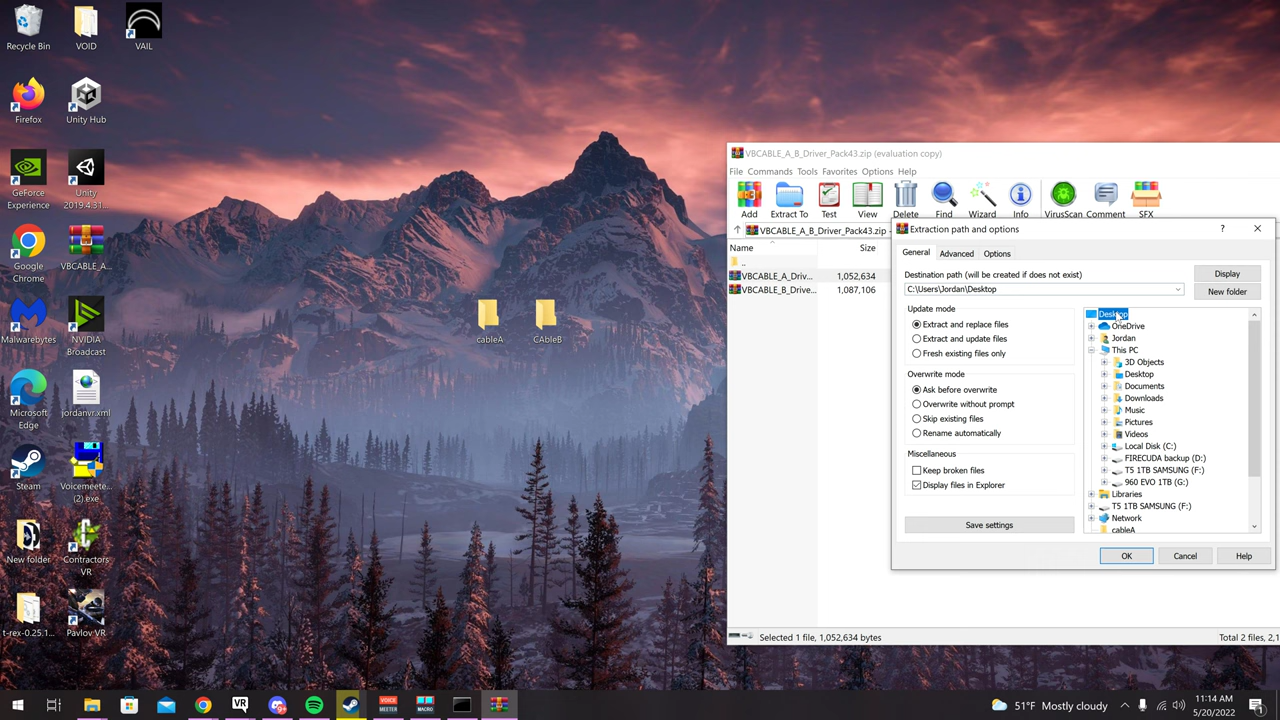 Recycle Bin
VOID
VAIL
Firefox
Unity Hub
GeForce
Experience
Unity
2019.4.31...
Google
Chrome
VBCABLE_A...
Malwarebytes
NVIDIA
Broadcast
Microsoft
Edge
jordanvr.xml
Steam
Voicemeete...
(2).exe
New folder
Contractors
VR
t-rex-0.25.1...
Pavlov VR
cableA
CAbleB
VBCABLE_A_B_Driver_Pack43.zip (evaluation copy)
File Commands Tools Favorites Options Help
Add Extract To Test View Delete Find Wizard Info VirusScan Comment SFX
VBCABLE_A_B_Driver_Pack43.zip -
Name Size
..
VBCABLE_A_Driv... 1,052,634
VBCABLE_B_Drive... 1,087,106
Extraction path and options
?
General Advanced Options
Destination path (will be created if does not exist)
Display
C:\Users\Jordan\Desktop
New folder
Update mode
Extract and replace files
Extract and update files
Fresh existing files only
Overwrite mode
Ask before overwrite
Overwrite without prompt
Skip existing files
Rename automatically
Miscellaneous
Keep broken files
Display files in Explorer
Save settings
Desktop
OneDrive
Jordan
This PC
3D Objects
Desktop
Documents
Downloads
Music
Pictures
Videos
Local Disk (C:)
FIRECUDA backup (D:)
T5 1TB SAMSUNG (F:)
960 EVO 1TB (G:)
Libraries
T5 1TB SAMSUNG (F:)
Network
cableA
OK Cancel Help
Selected 1 file, 1,052,634 bytes
Total 2 files, 2,1
VR
VOICE
MEETER
MACRO
51°F Mostly cloudy
11:14 AM
5/20/2022
1